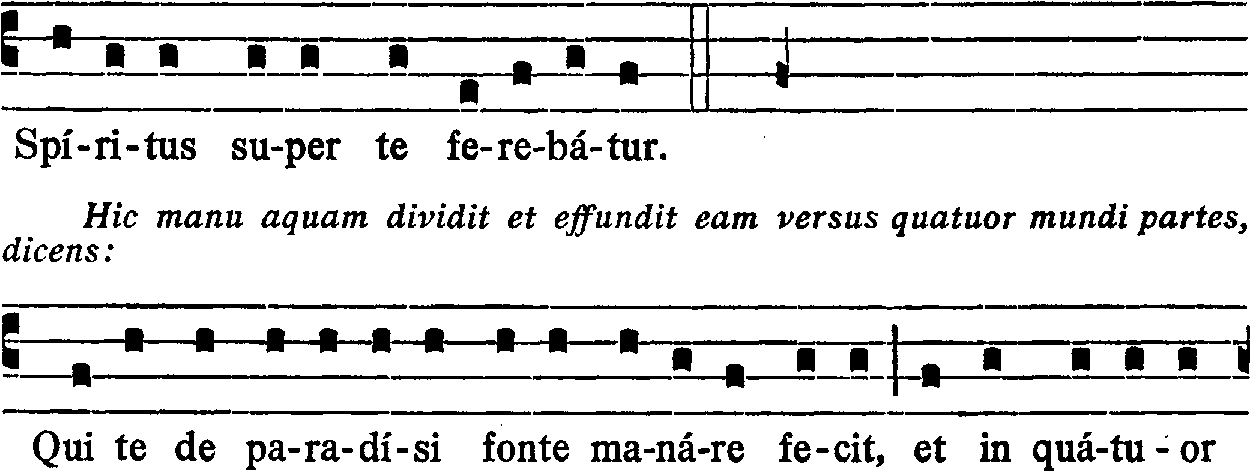 Spí-ri-tus su-per te fe-re-bá-tur.
Hic manu aquam dividit et effundit eam versus quatuor mundi partes,
dicens:
Qui te de pa-ra-dí-si fonte ma-ná-re fe-cit, et in quá-tu-or